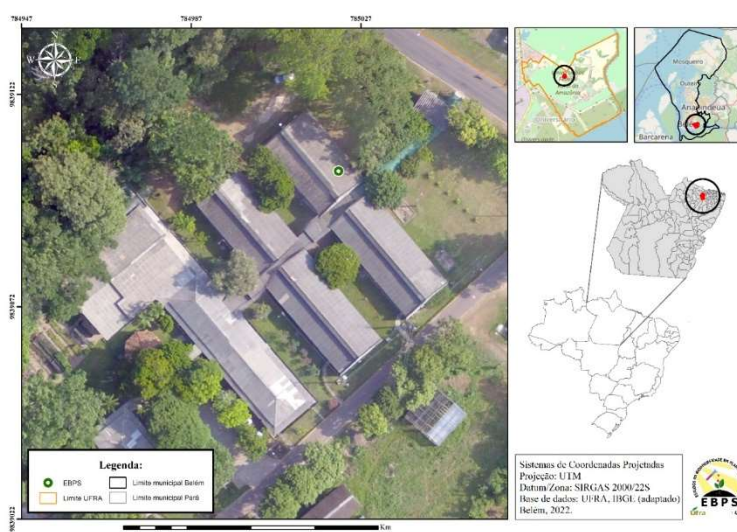 784947
784987
785027
9839122
9839072
9839022
N
W
E
S
Legenda:
EBPS
Limite municipal Belém
Limite UFRA
Limite municipal Pará
Km
Amazônia
Mosqueiro
Outeiro
Ananindeua
Barcarena
Sistemas de Coordenadas Projetadas
Projeção: UTM
Datum/Zona: SIRGAS 2000/22S
Base de dados: UFRA, IBGE (adaptado)
Belém, 2022.
EBPS
Ufra